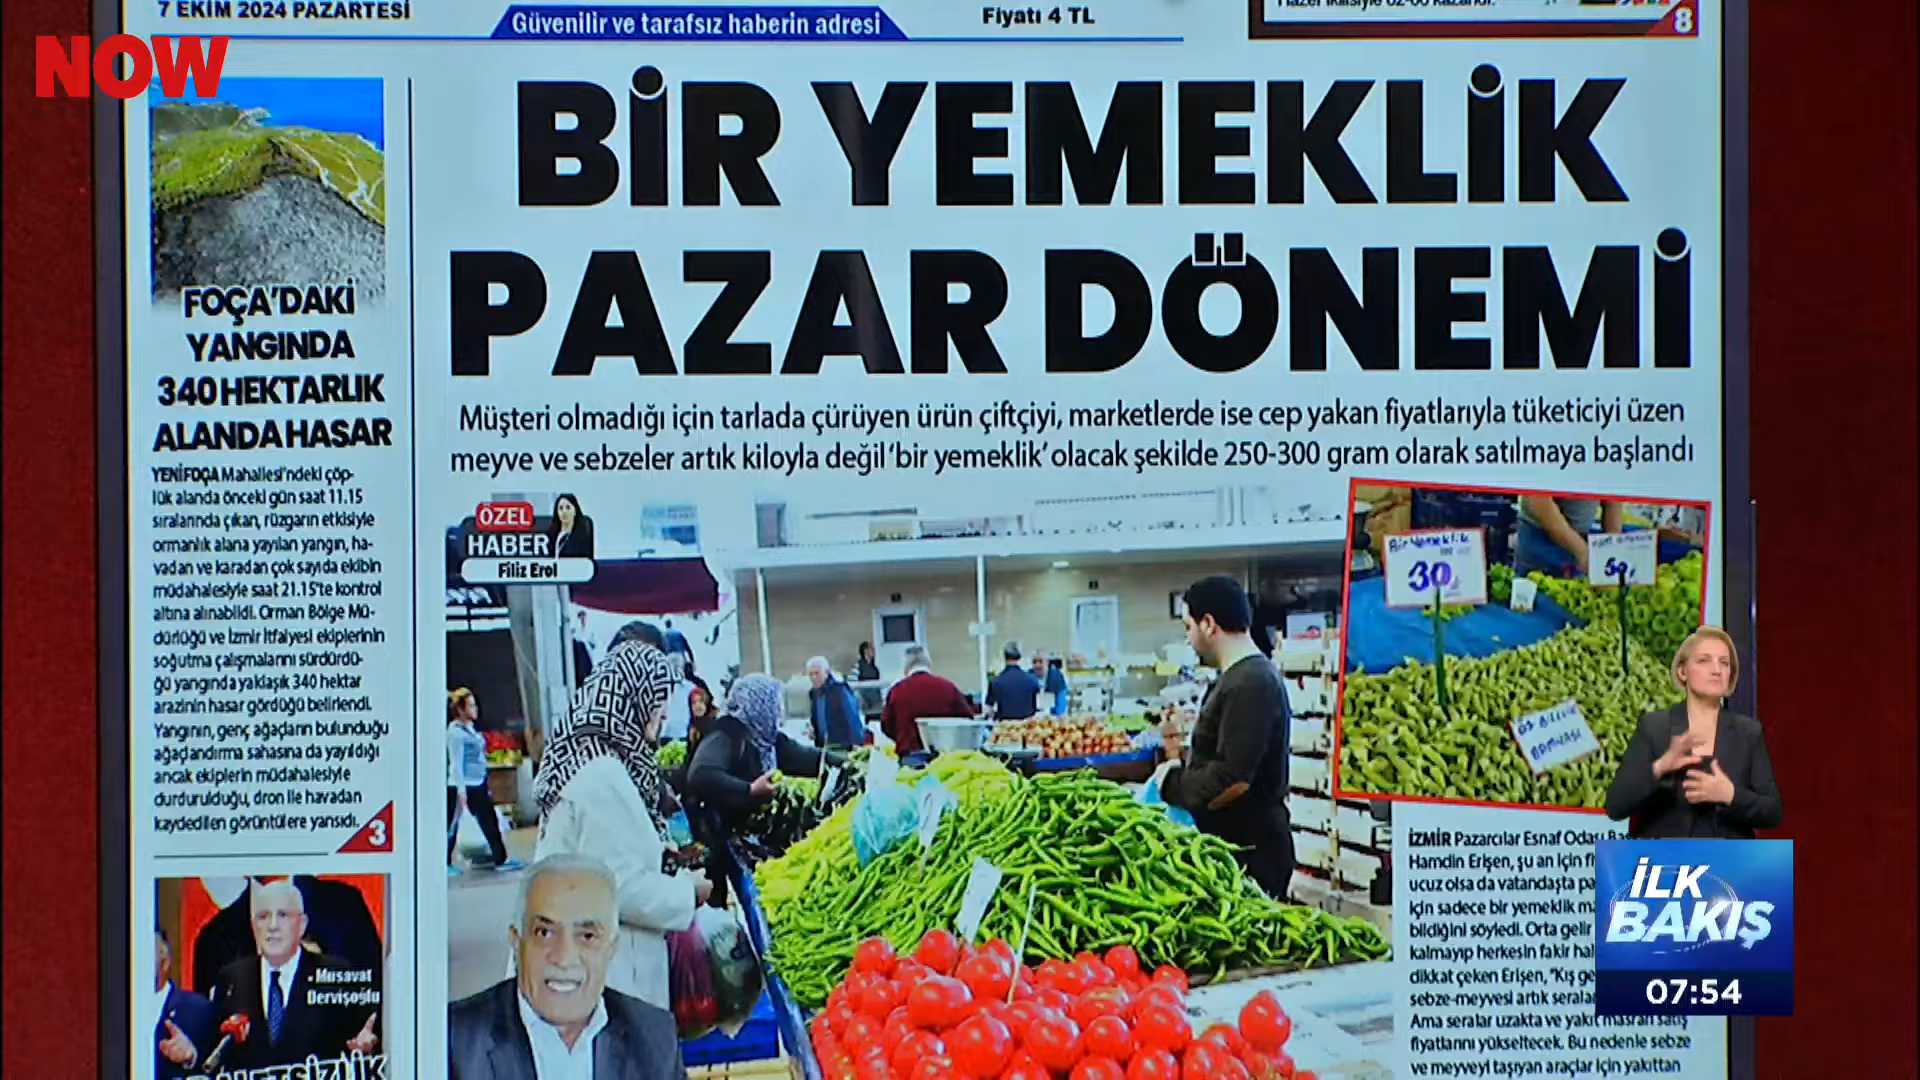 7 EKİM 2024 PAZARTESİ
Güvenilir ve tarafsız haberin adresi
Fiyatı 4 TL
8
NOW
BİR YEMEKLİK
PAZAR DÖNEMİ
Müşteri olmadığı için tarlada çürüyen ürün çiftçiyi, marketlerde ise cep yakan fiyatlarıyla tüketiciyi üzen
meyve ve sebzeler artık kiloyla değil 'bir yemeklik' olacak şekilde 250-300 gram olarak satılmaya başlandı
FOÇA'DAKİ
YANGINDA
340 HEKTARLIK
ALANDA HASAR
YENİFOÇA Mahallesi'ndeki çöp-
lük alanda önceki gün saat 11.15
sıralarında çıkan, rüzgarın etkisiyle
ormanlık alana yayılan yangın, ha-
vadan ve karadan çok sayıda ekibin
müdahalesiyle saat 21.15'te kontrol
altına alınabildi. Orman Bölge Mü-
dürlüğü ve İzmir İtfaiyesi ekiplerinin
soğutma çalışmalarını sürdürdü-
ğü yangında yaklaşık 340 hektar
arazinin hasar gördüğü belirlendi.
Yangının, genç ağaçların bulunduğu
ağaçlandırma sahasına da yayıldığı
ancak ekiplerin müdahalesiyle
durdurulduğu, dron ile havadan
kaydedilen görüntülere yansıdı.
3
Musavat
Dervişoğlu
ÖZEL
HABER
Filiz Erol
Bir Yemeklik
30
50
BAMYASI
İZMİR Pazarcılar Esnaf Odası
Hamdin Erişen, şu an için
ucuz olsa da vatandaşta
için sadece bir yemeklik
bildiğini söyledi. Orta gelir
kalmayıp herkesin fakir
dikkat çeken Erişen, "Kış
sebze-meyvesi artık
Ama seralar uzakta ve yakıt masrafı satış
fiyatlarını yükseltecek. Bu nedenle sebze
ve meyveyi taşıyan araçlar için yakıttan
İLK
BAKIŞ
07:54